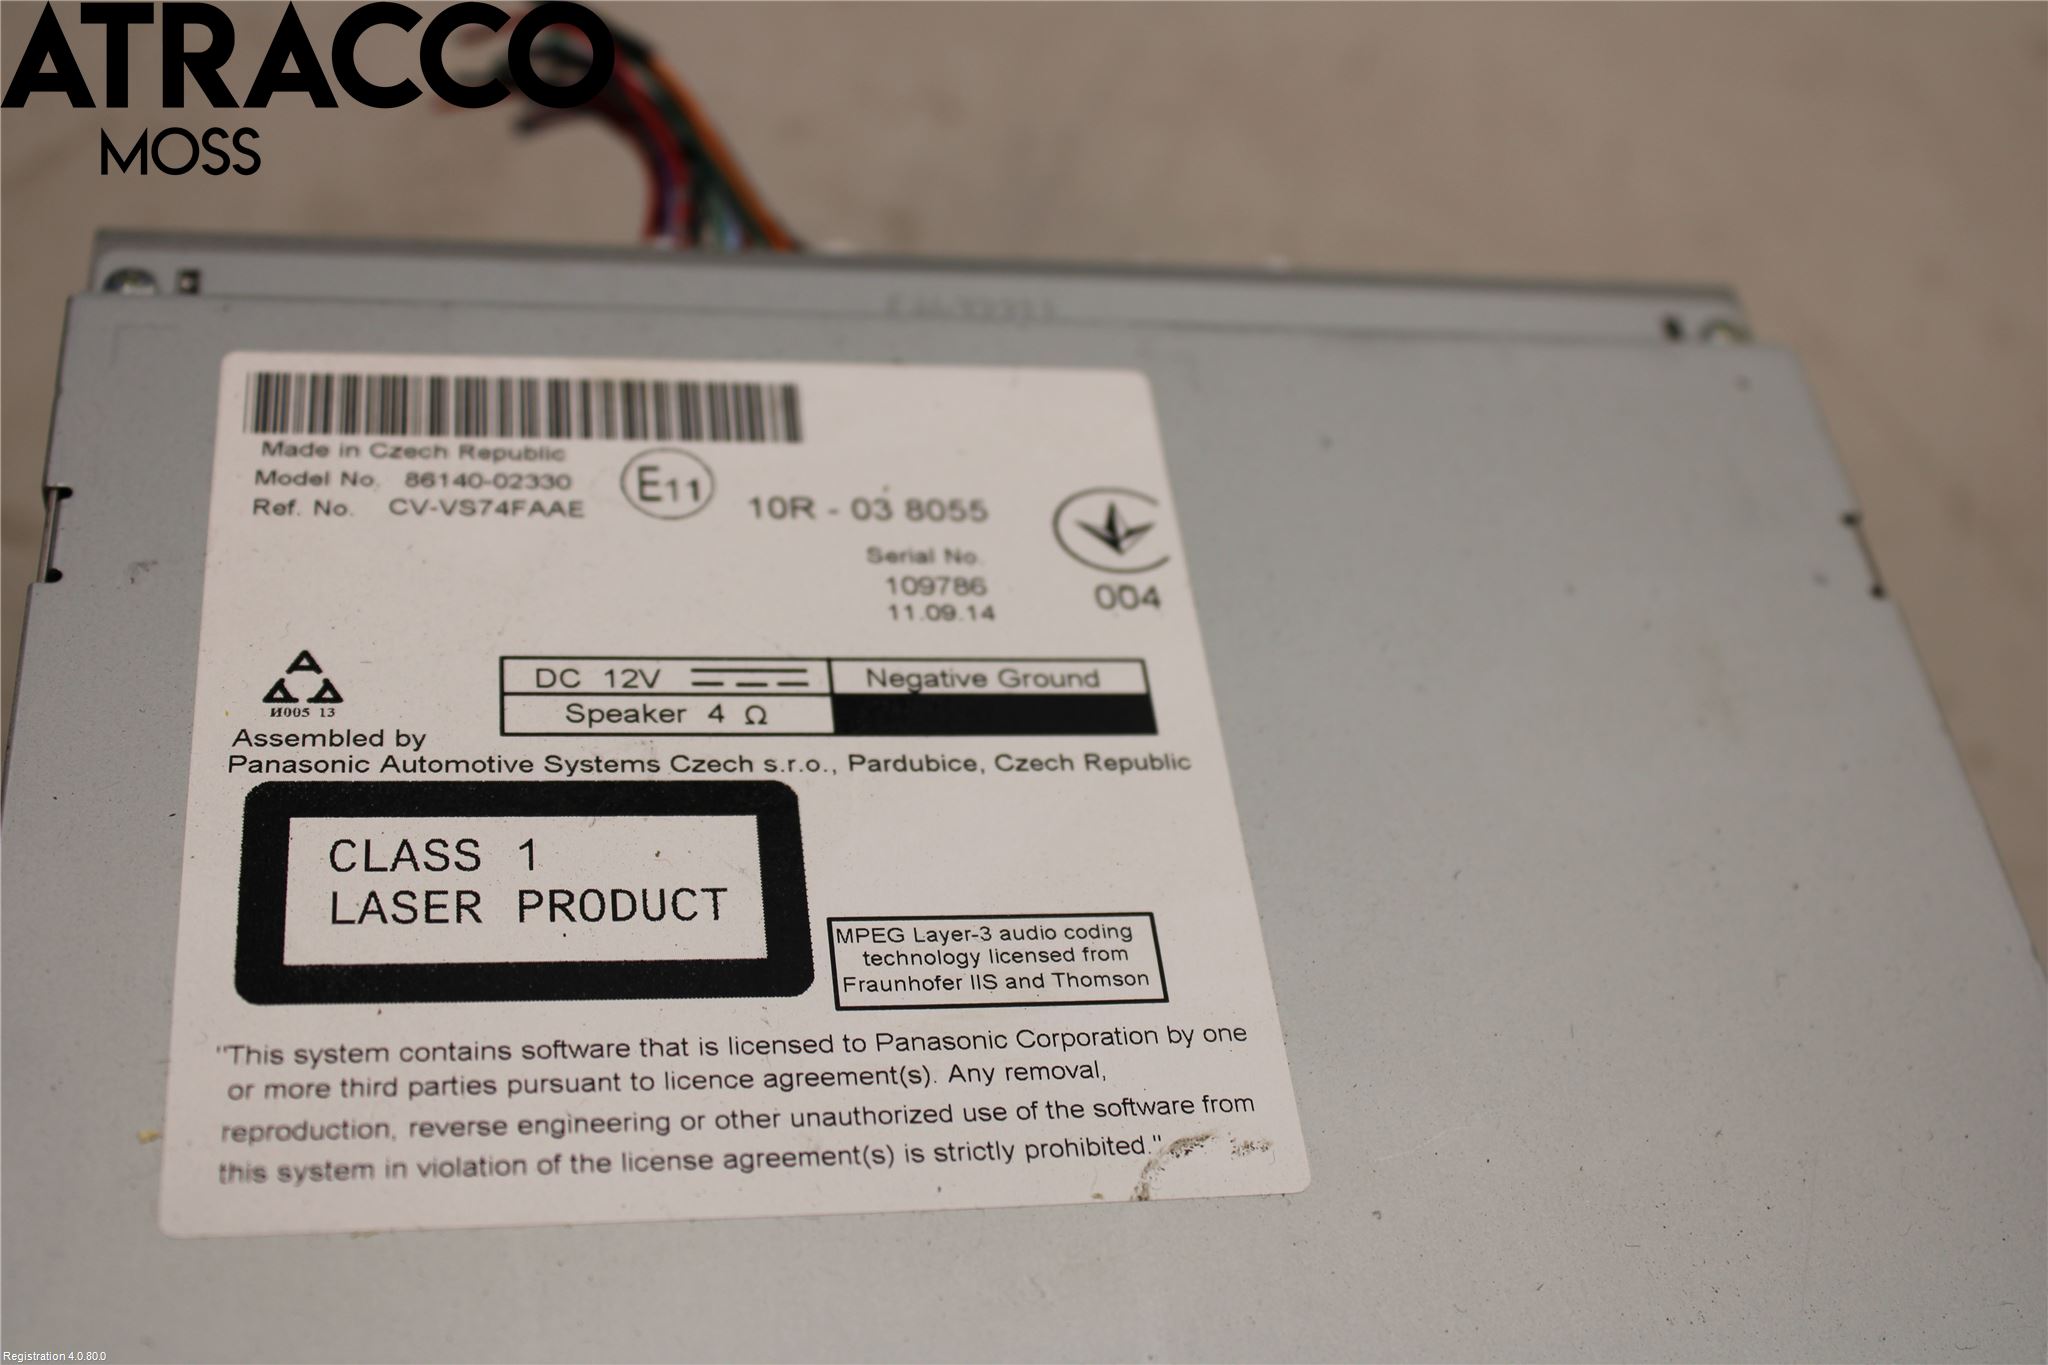 ATRACCO
MOSS
Made in Czech Republic
Model No. 86140-02330
Ref. No. CV-VS74FAAE
E11
10R - 03 8055
Serial No.
109786
11.09.14
004
И005 13
DC 12V
Negative Ground
Speaker 4 Ω
Assembled by
Panasonic Automotive Systems Czech s.r.o., Pardubice, Czech Republic
CLASS 1
LASER PRODUCT
MPEG Layer-3 audio coding
technology licensed from
Fraunhofer IIS and Thomson
"This system contains software that is licensed to Panasonic Corporation by one
or more third parties pursuant to licence agreement(s). Any removal,
reproduction, reverse engineering or other unauthorized use of the software from
this system in violation of the license agreement(s) is strictly prohibited."
Registration 4.0.80.0